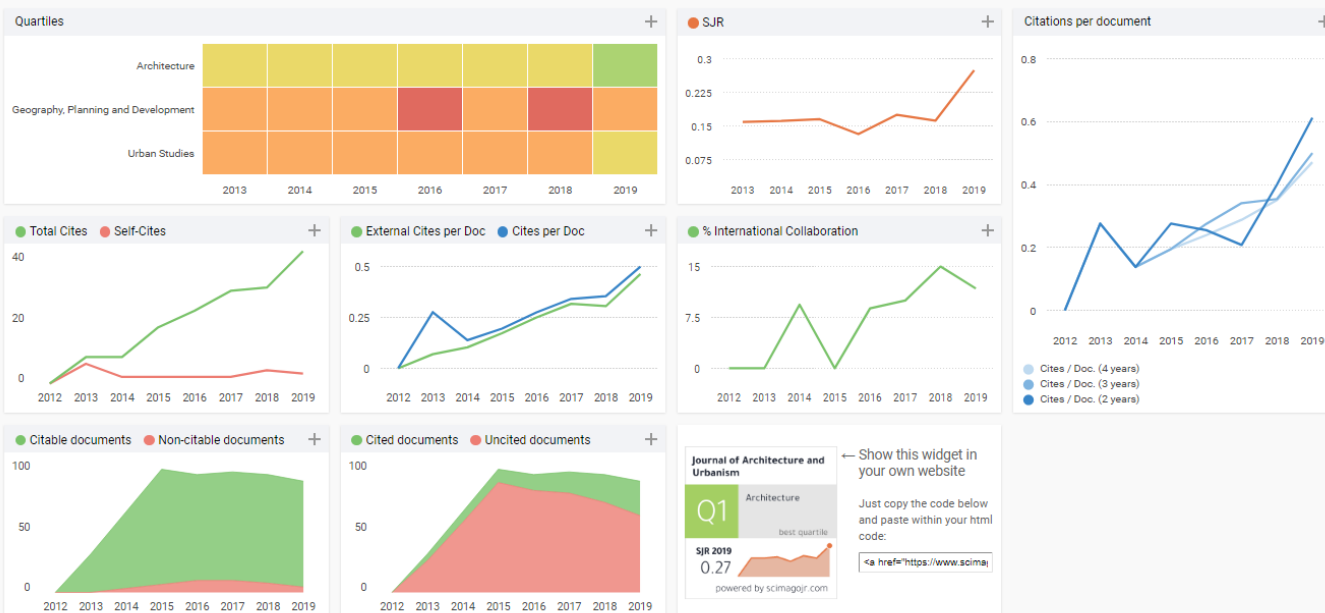 Quartiles
Architecture
Geography, Planning and Development
Urban Studies
2013 2014 2015 2016 2017 2018 2019
SJR
0.3
0.225
0.15
0.075
2013 2014 2015 2016 2017 2018 2019
Citations per document
0.8
0.6
0.4
0.2
0
2012 2013 2014 2015 2016 2017 2018 2019
Cites / Doc. (4 years)
Cites / Doc. (3 years)
Cites / Doc. (2 years)
Total Cites Self-Cites
40
20
0
2012 2013 2014 2015 2016 2017 2018 2019
External Cites per Doc Cites per Doc
0.5
0.25
0
2012 2013 2014 2015 2016 2017 2018 2019
% International Collaboration
15
7.5
0
2012 2013 2014 2015 2016 2017 2018 2019
Citable documents Non-citable documents
100
50
0
2012 2013 2014 2015 2016 2017 2018 2019
Cited documents Uncited documents
100
50
0
2012 2013 2014 2015 2016 2017 2018 2019
Journal of Architecture and
Urbanism
Q1
Architecture
best quartile
SJR 2019
0.27
powered by scimagojr.com
← Show this widget in
your own website
Just copy the code below
and paste within your html
code:
<a href="https://www.scima